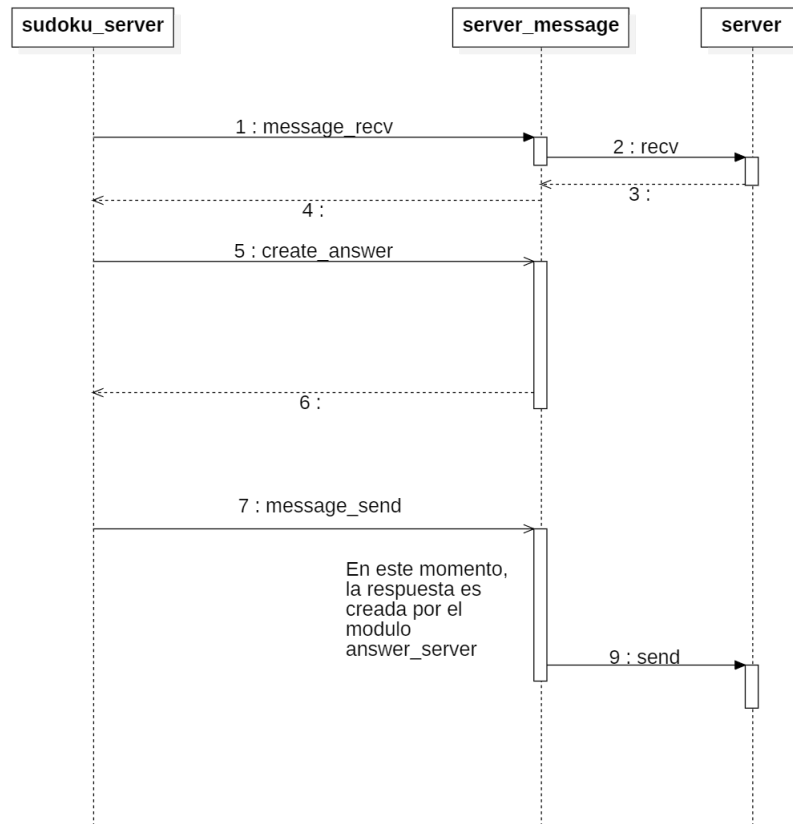 sudoku_server
server_message
server
1 : message_recv
2 : recv
3 :
4 :
5 : create_answer
6 :
7 : message_send
En este momento,
la respuesta es
creada por el
modulo
answer_server
9 : send